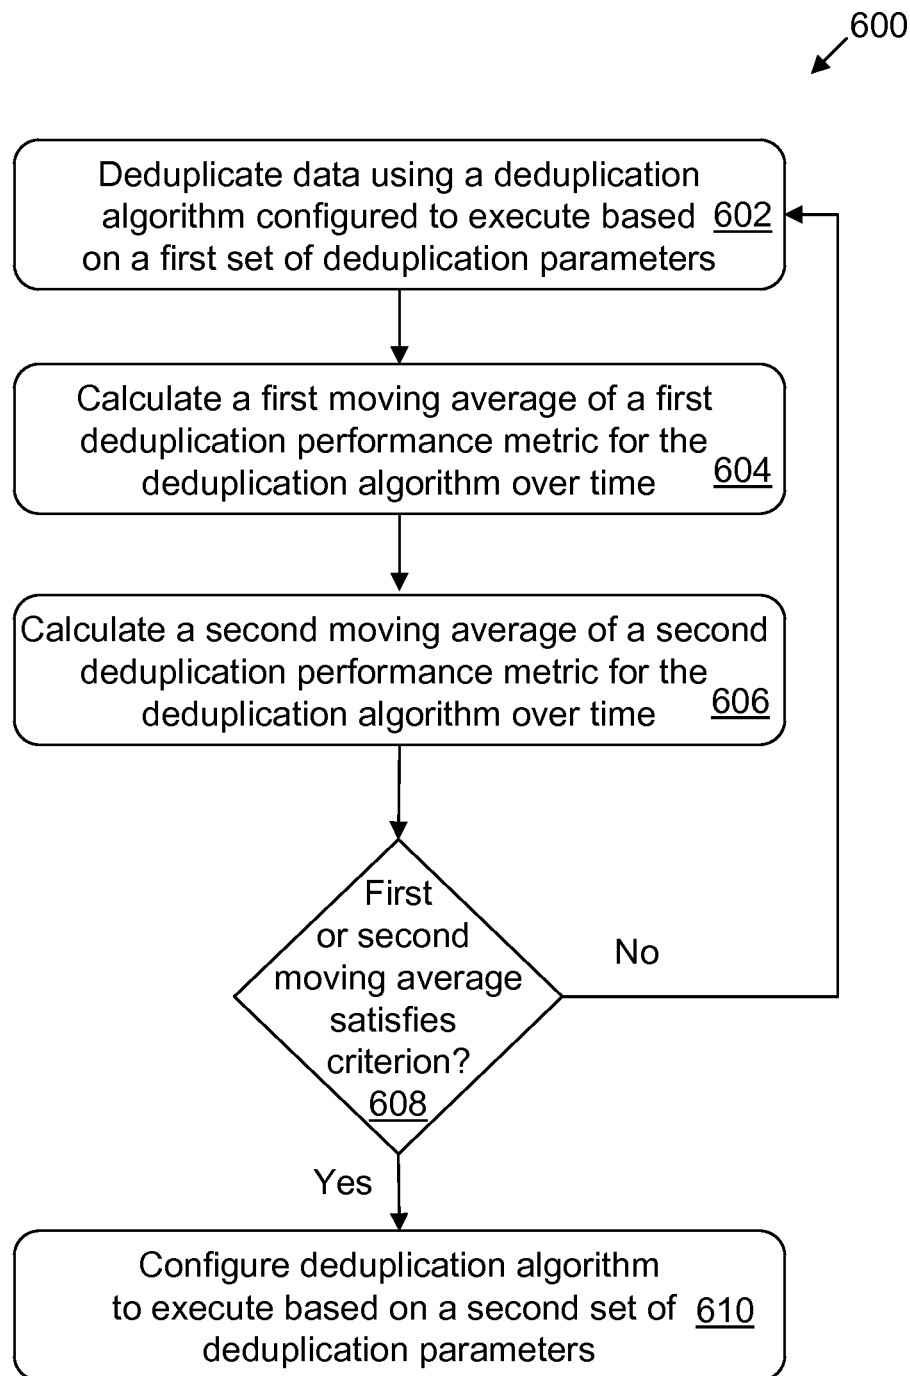 600
Deduplicate data using a deduplication
algorithm configured to execute based 602
on a first set of deduplication parameters
Calculate a first moving average of a first
deduplication performance metric for the
deduplication algorithm over time 604
Calculate a second moving average of a second
deduplication performance metric for the
deduplication algorithm over time 606
First
or second
moving average
satisfies
criterion?
608
No
Yes
Configure deduplication algorithm
to execute based on a second set of 610
deduplication parameters